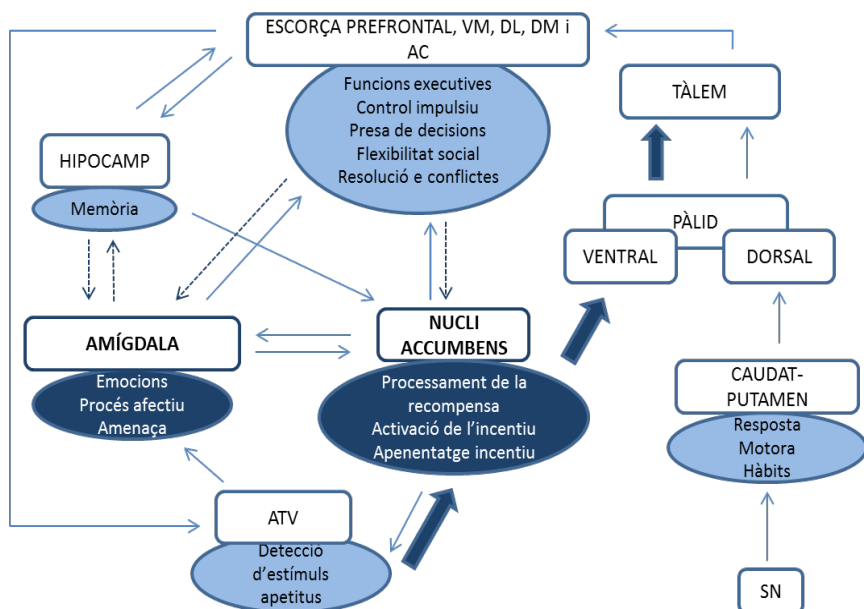 ESCORÇA PREFRONTAL, VM, DL, DM i
AC
Funcions executives
Control impulsiu
Presa de decisions
Flexibilitat social
Resolució e conflictes
TÀLEM
HIPOCAMP
Memòria
PÀLID
VENTRAL
DORSAL
AMÍGDALA
Emocions
Procés afectiu
Amenaça
NUCLI
ACCUMBENS
Processament de la
recompensa
Activació de l'incentiu
Apenentatge incentiu
CAUDAT-
PUTAMEN
Resposta
Motora
Hàbits
ATV
Detecció
d'estímuls
apetitus
SN